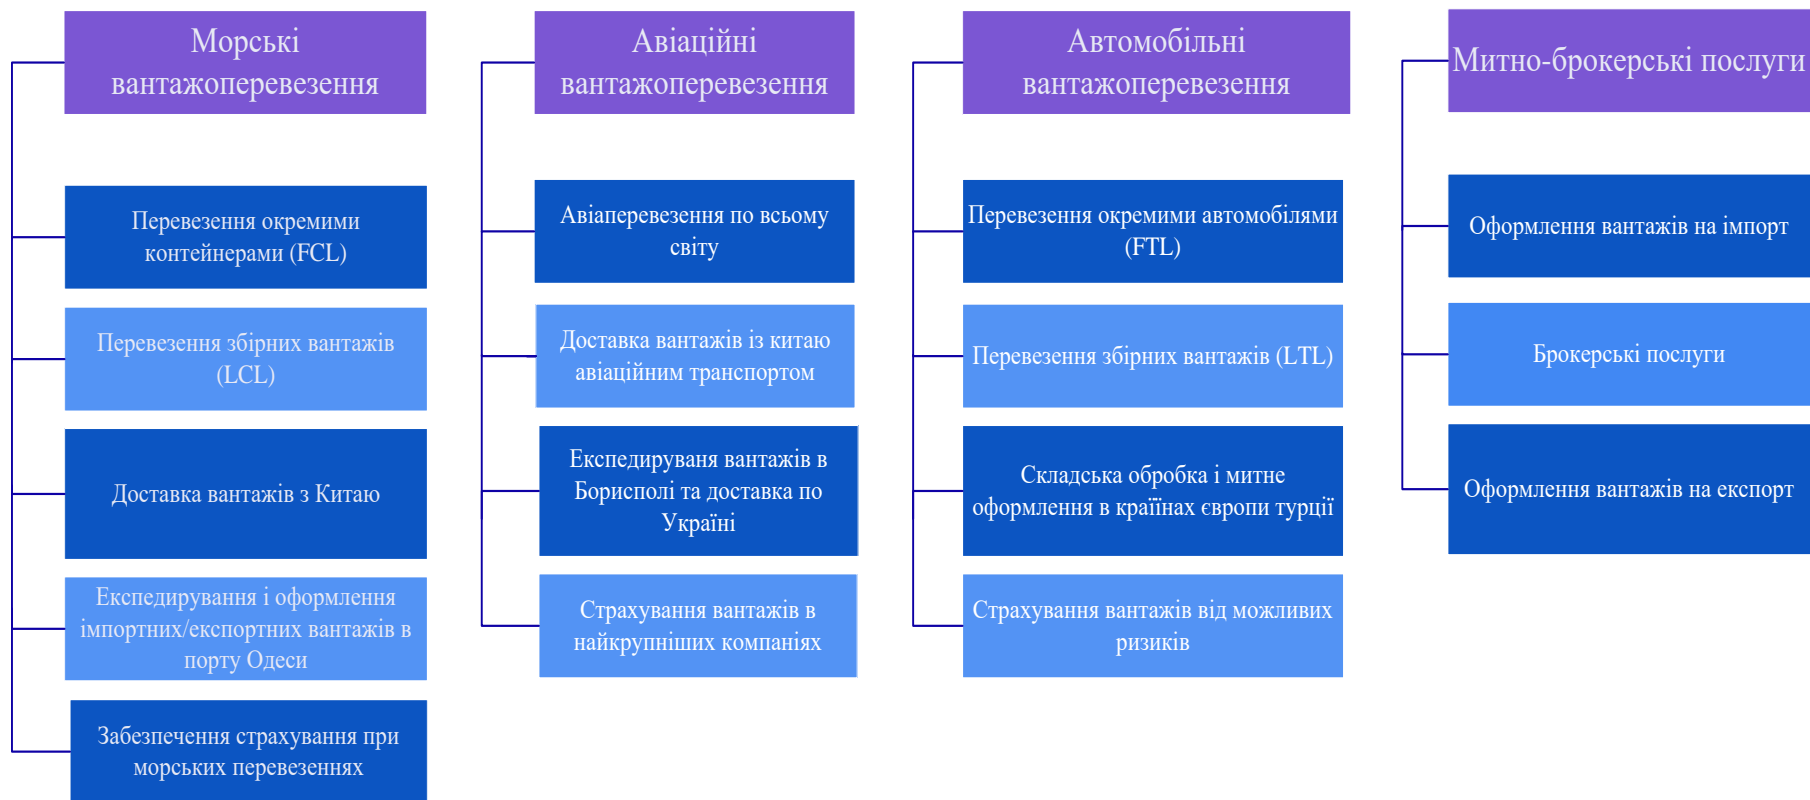 Морські
вантажоперевезення
Перевезення окремими
контейнерами (FCL)
Перевезення збірних вантажів
(LCL)
Доставка вантажів з Китаю
Експедирування і оформлення
імпортних/експортних вантажів в
порту Одеси
Забезпечення страхування при
морських перевезеннях
Авіаційні
вантажоперевезення
Авіаперевезення по всьому
світу
Доставка вантажів із китаю
авіаційним транспортом
Експедируваня вантажів в
Борисполі та доставка по
Україні
Страхування вантажів в
найкрупніших компаніях
Автомобільні
вантажоперевезення
Перевезення окремими автомобілями
(FTL)
Перевезення збірних вантажів (LTL)
Складська обробка і митне
оформлення в країїнах європи турції
Страхування вантажів від можливих
ризиків
Митно-брокерські послуги
Оформлення вантажів на імпорт
Брокерські послуги
Оформлення вантажів на експорт